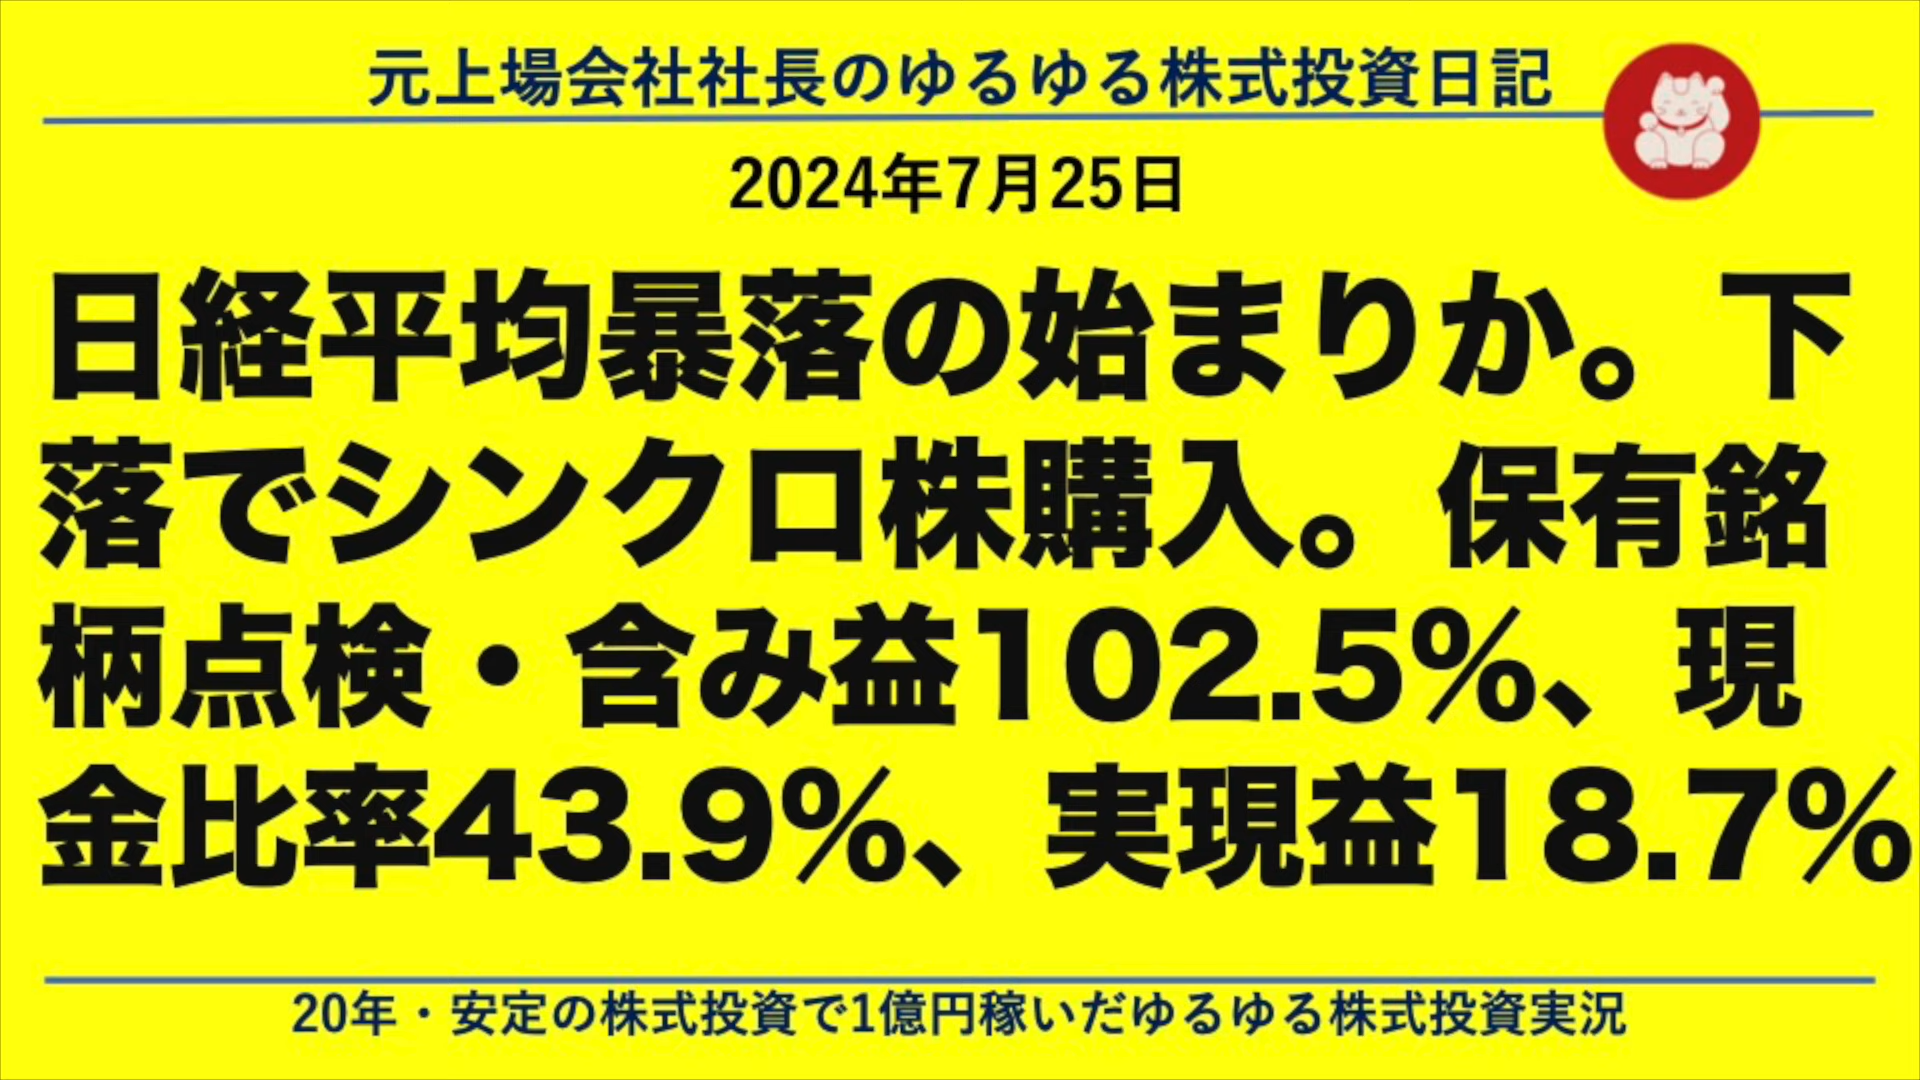 元上場会社社長のゆるゆる株式投資日記
2024年7月25日
日経平均暴落の始まりか。下
落でシンクロ株購入。保有銘
柄点検・含み益102.5%、現
金比率43.9%、実現益18.7%
20年・安定の株式投資で1億円稼いだゆるゆる株式投資実況